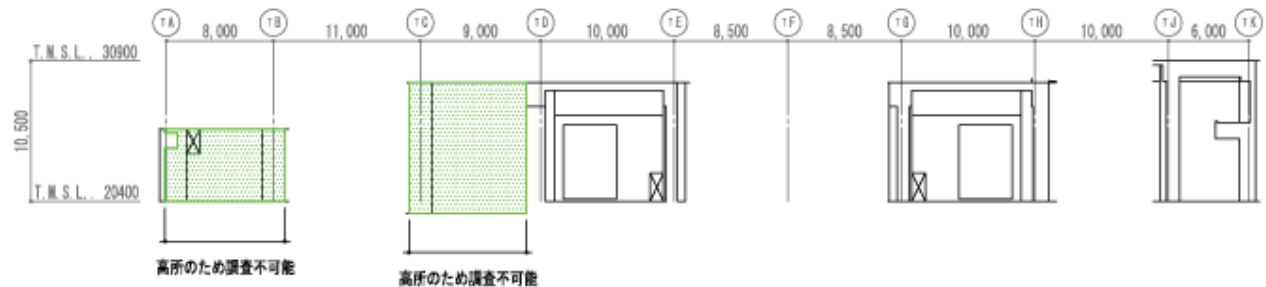 TA TB TC TD TE TF TG TH TJ TK
8,000 11,000 9,000 10,000 8,500 8,500 10,000 10,000 6,000
T.M.S.L.. 30900
10,500
T.M.S.L.. 20400
高所のため調査不可能
高所のため調査不可能